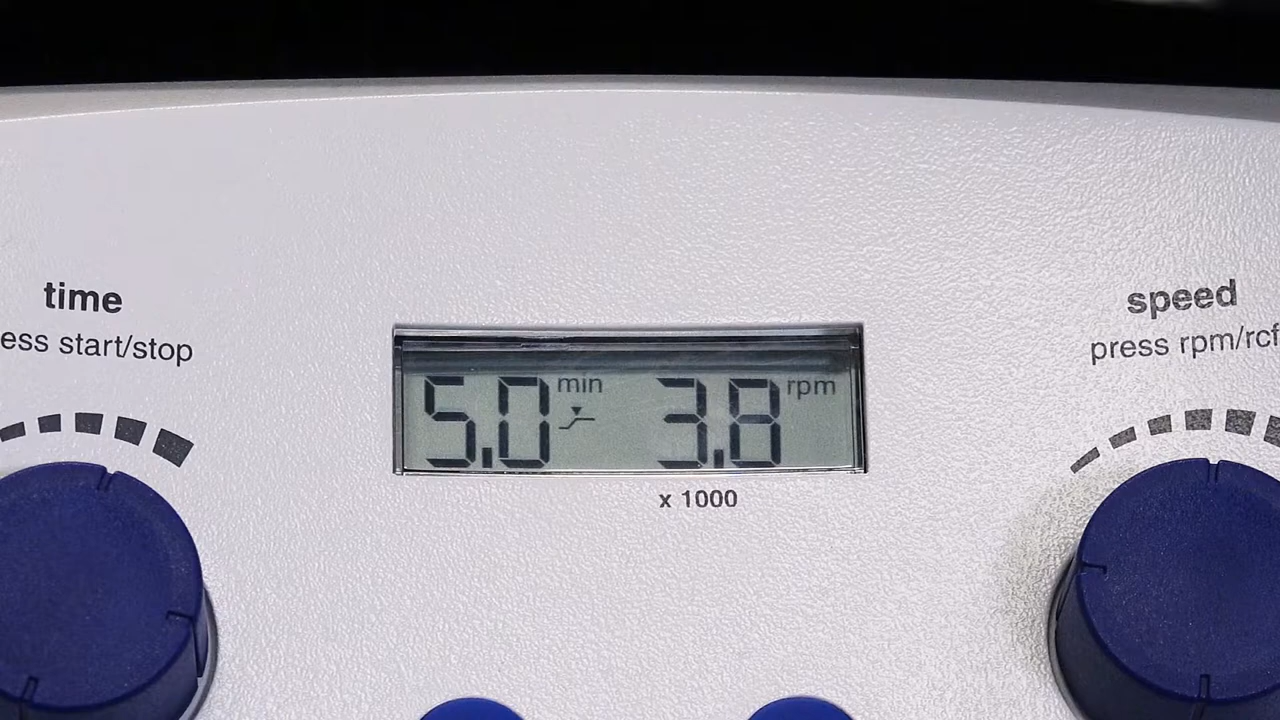 time
ess start/stop
speed
press rpm/rcf
5.0 min 3.8 rpm
x 1000